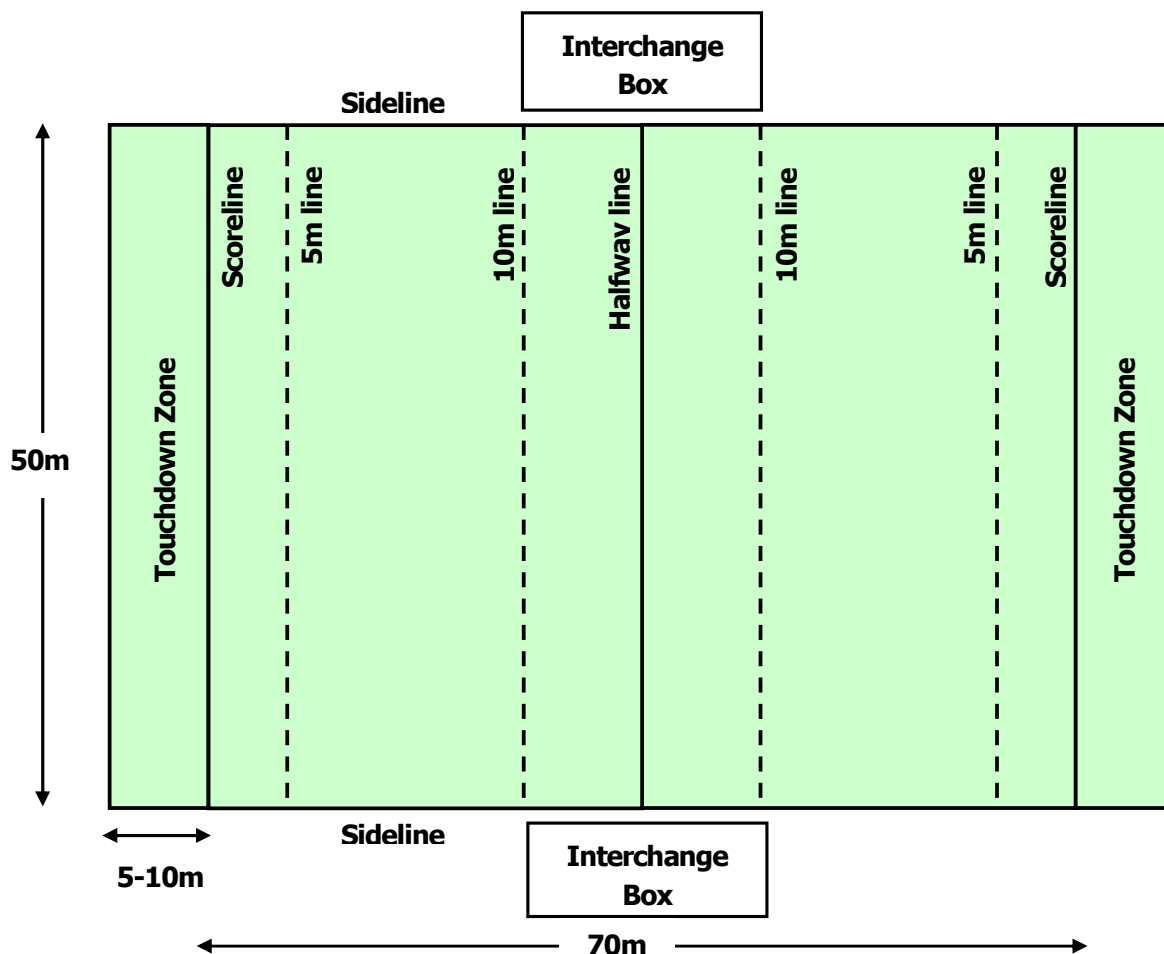 Interchange
Box
Sideline
Scoreline
5m line
10m line
Halfway line
10m line
5m line
Scoreline
Touchdown Zone
Touchdown Zone
50m
Sideline
5-10m
Interchange
Box
70m